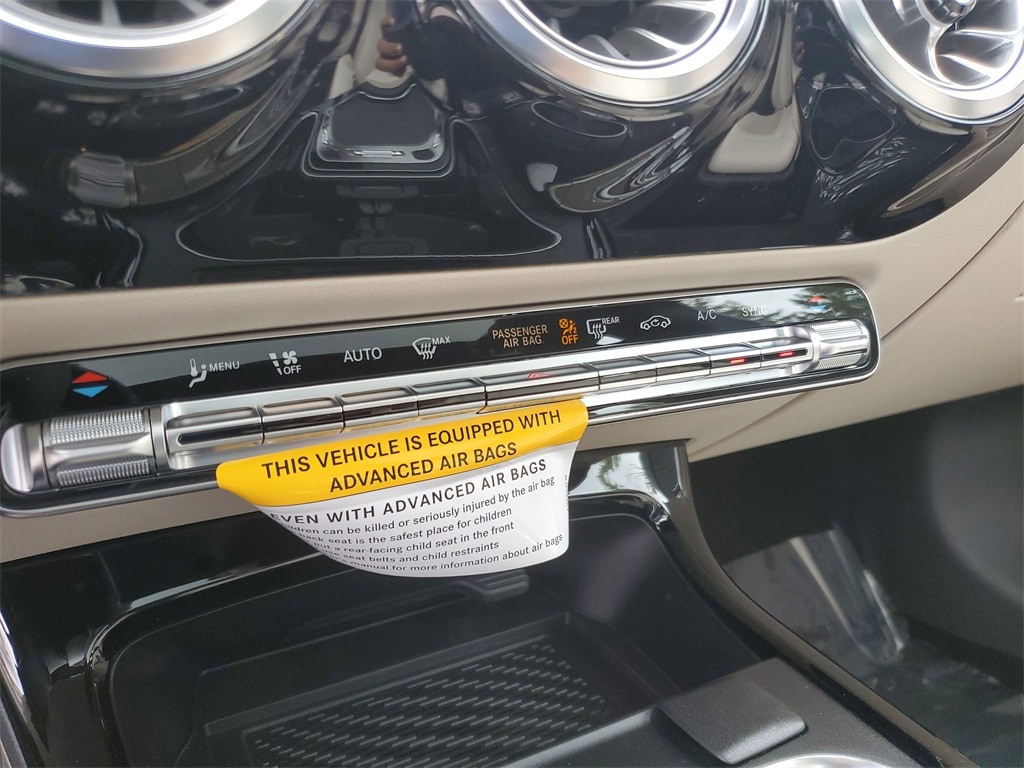 MENU
OFF
AUTO
MAX
PASSENGER
AIR BAG
OFF
REAR
A/C
SYNC
THIS VEHICLE IS EQUIPPED WITH
ADVANCED AIR BAGS
EVEN WITH ADVANCED AIR BAGS
can be killed or seriously injured by the air bag
seat is the safest place for children
a rear-facing child seat in the front
seat belts and child restraints
manual for more information about air bags